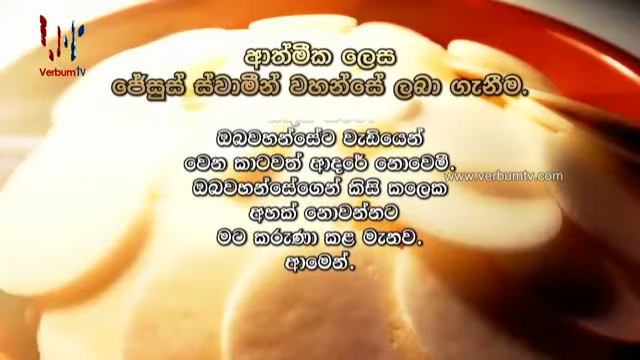 VerbumTV
ආත්මීක ලෙස
ජේසුස් ස්වාමීන් වහන්සේ ලබා ගැනීම.
ඔබවහන්සේට වැඩියෙන්
වෙන කාටවත් ආදරේ නොවෙමී.
www.verbumtv.com
ඔබවහන්සේගෙන් කිසි කලෙක
අහක් නොවන්නට
මට කරුණා කළ මැනව.
ආමෙන්.